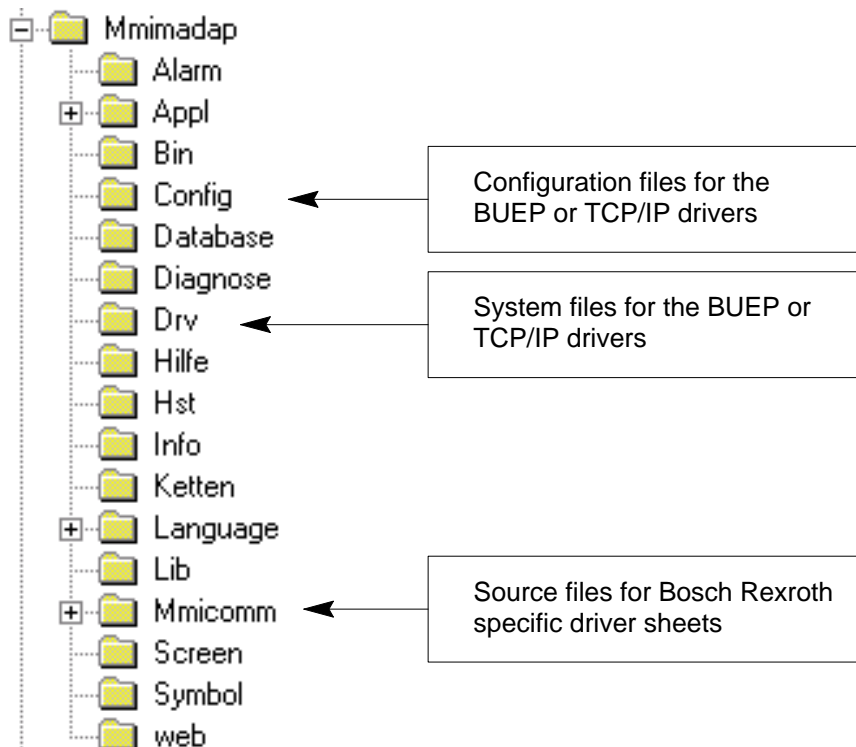 Mmimadap
Alarm
Appl
Bin
Config
Configuration files for the
BUEP or TCP/IP drivers
Database
Diagnose
Drv
System files for the BUEP or
TCP/IP drivers
Hilfe
Hst
Info
Ketten
Language
Lib
Mmicomm
Source files for Bosch Rexroth
specific driver sheets
Screen
Symbol
web